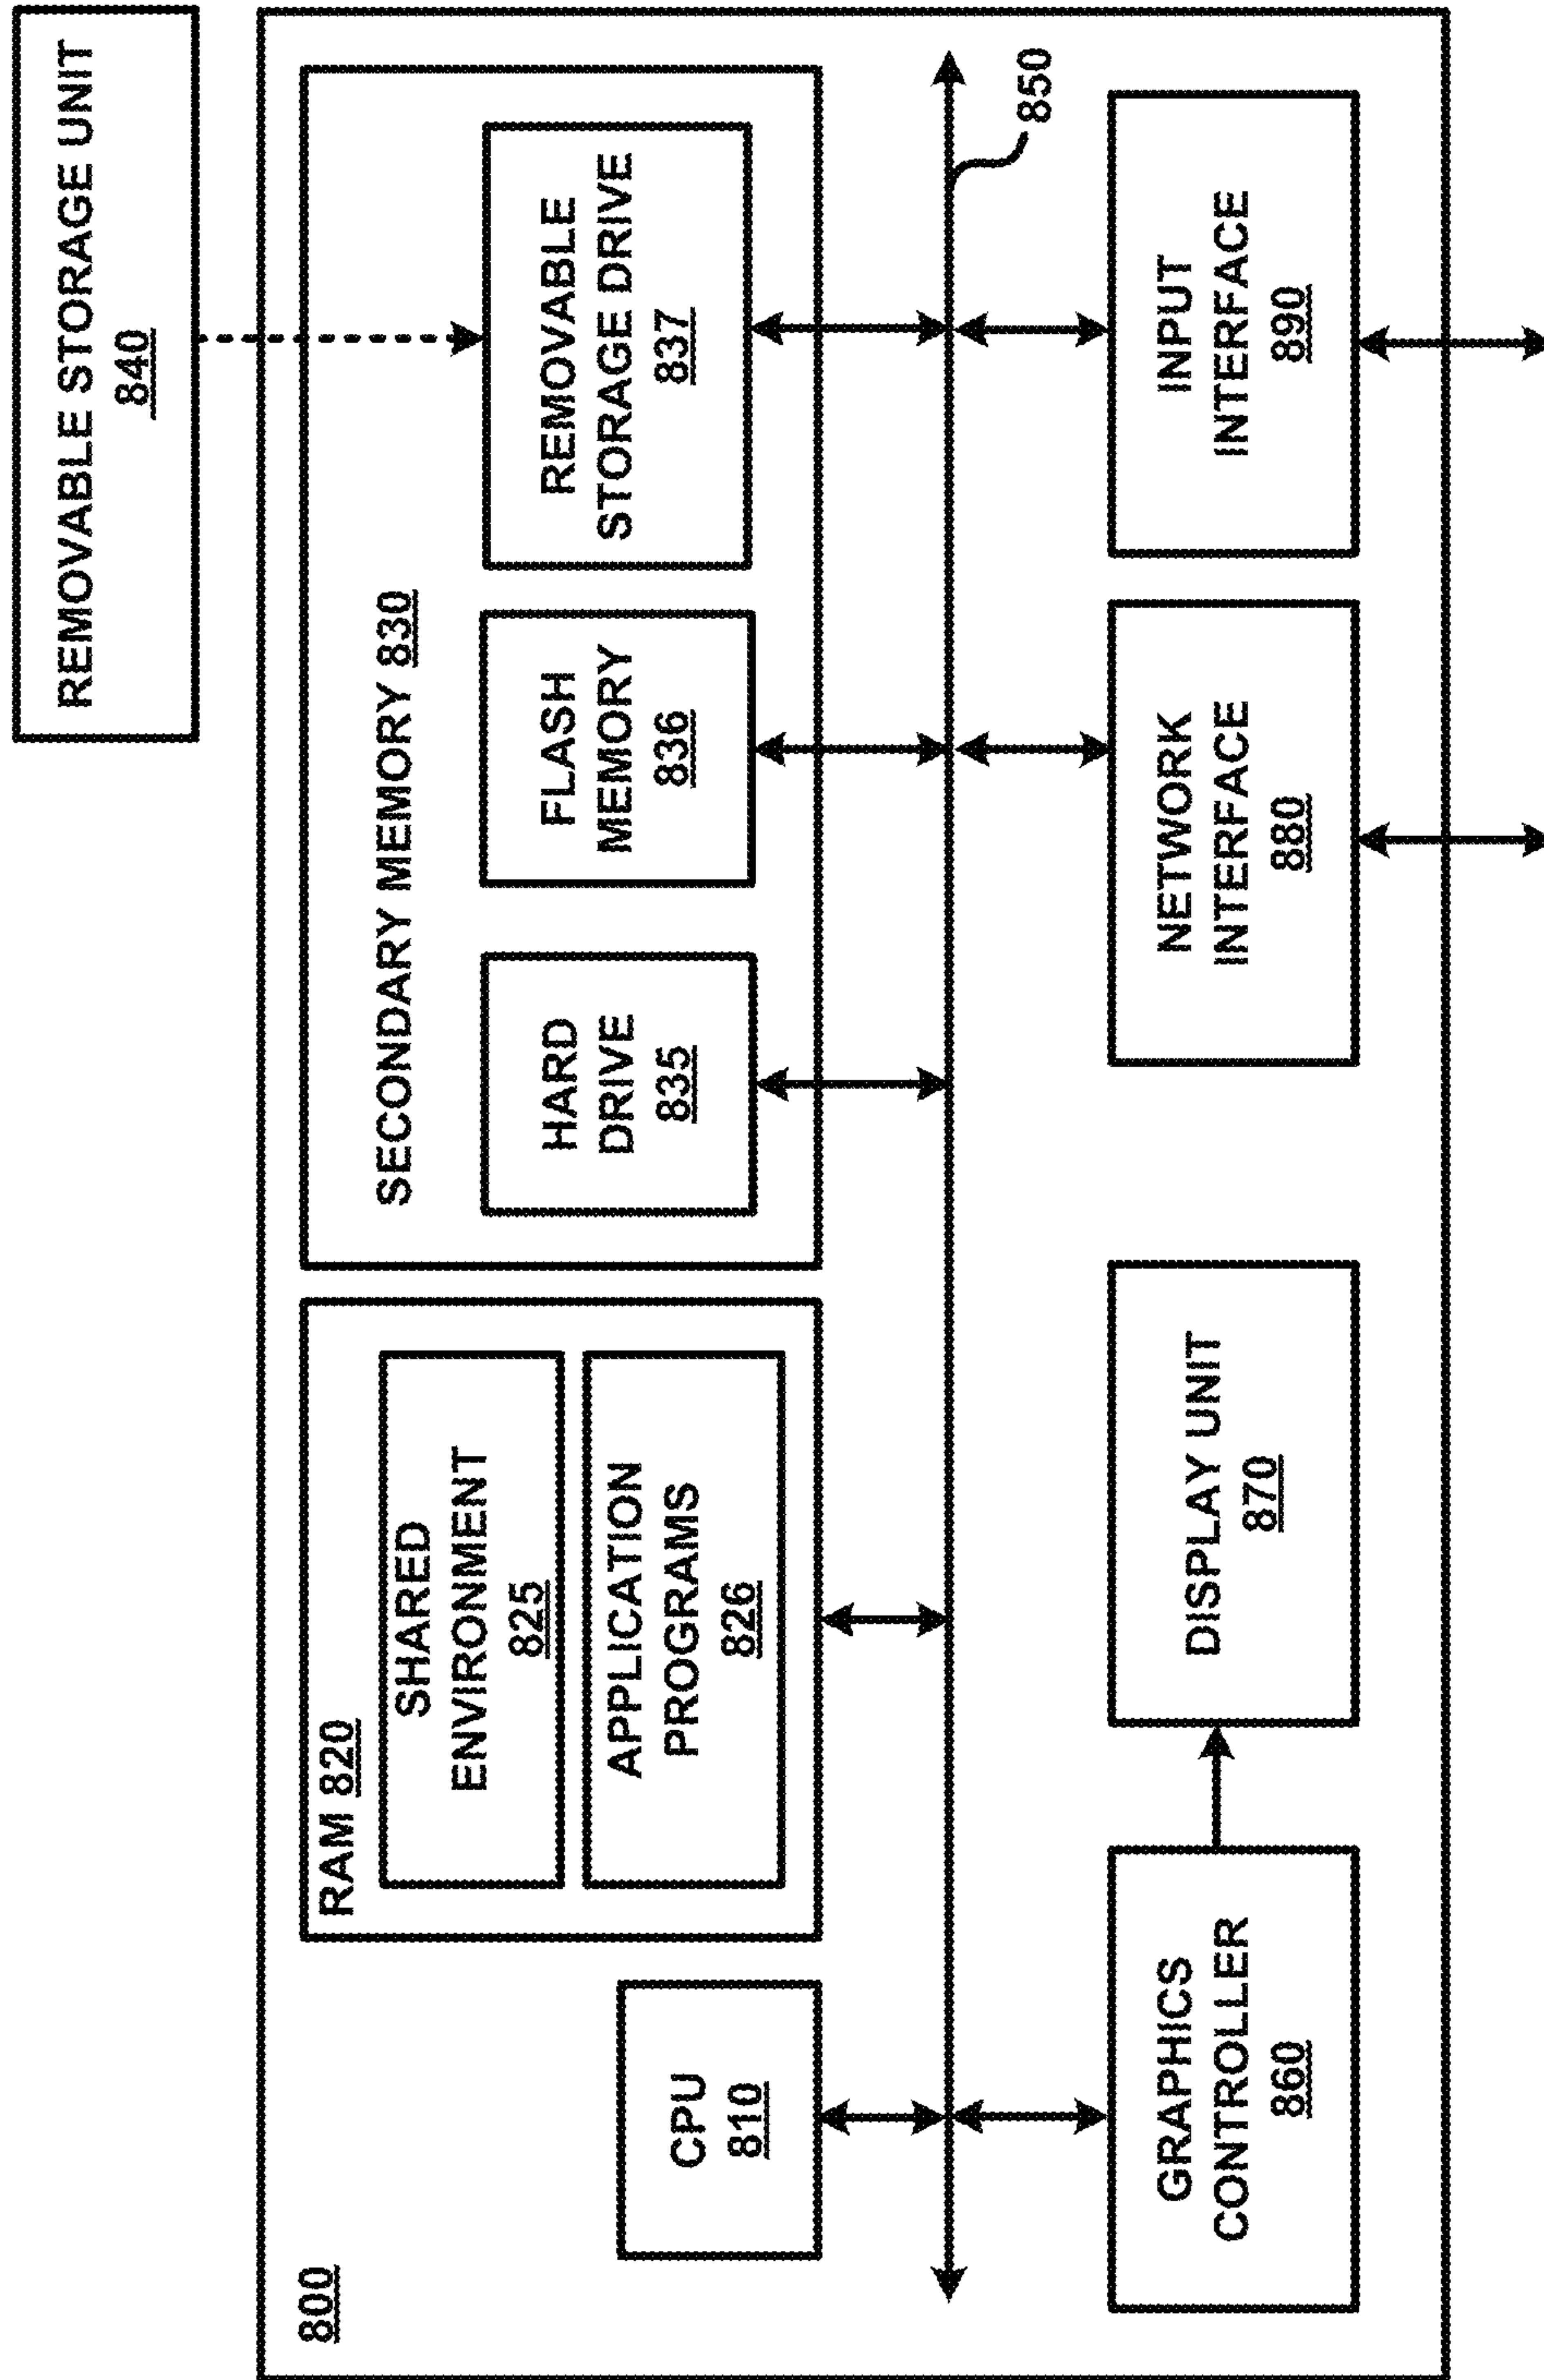 REMOVABLE STORAGE UNIT
840
800
CPU
810
RAM 820
SHARED
ENVIRONMENT
825
APPLICATION
PROGRAMS
826
SECONDARY MEMORY 830
HARD
DRIVE
835
FLASH
MEMORY
836
REMOVABLE
STORAGE DRIVE
837
850
GRAPHICS
CONTROLLER
860
DISPLAY UNIT
870
NETWORK
INTERFACE
880
INPUT
INTERFACE
890